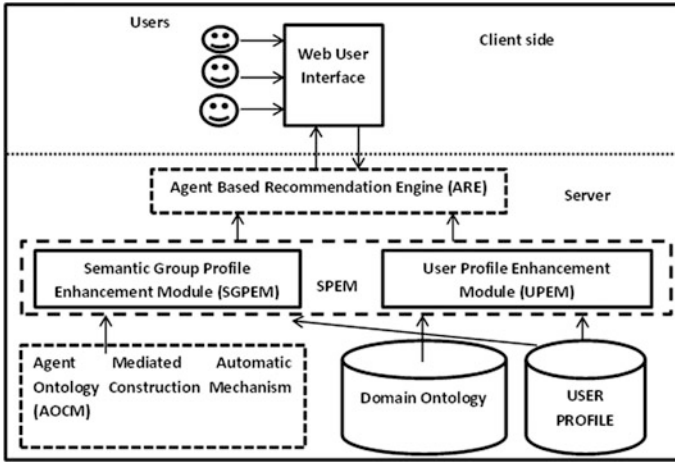 Users
Client side
Web User
Interface
Agent Based Recommendation Engine (ARE)
Server
Semantic Group Profile
Enhancement Module (SGPEM)
SPEM
User Profile Enhancement
Module (UPEM)
Agent Mediated Automatic
Ontology Construction Mechanism
(AOCM)
Domain Ontology
USER
PROFILE